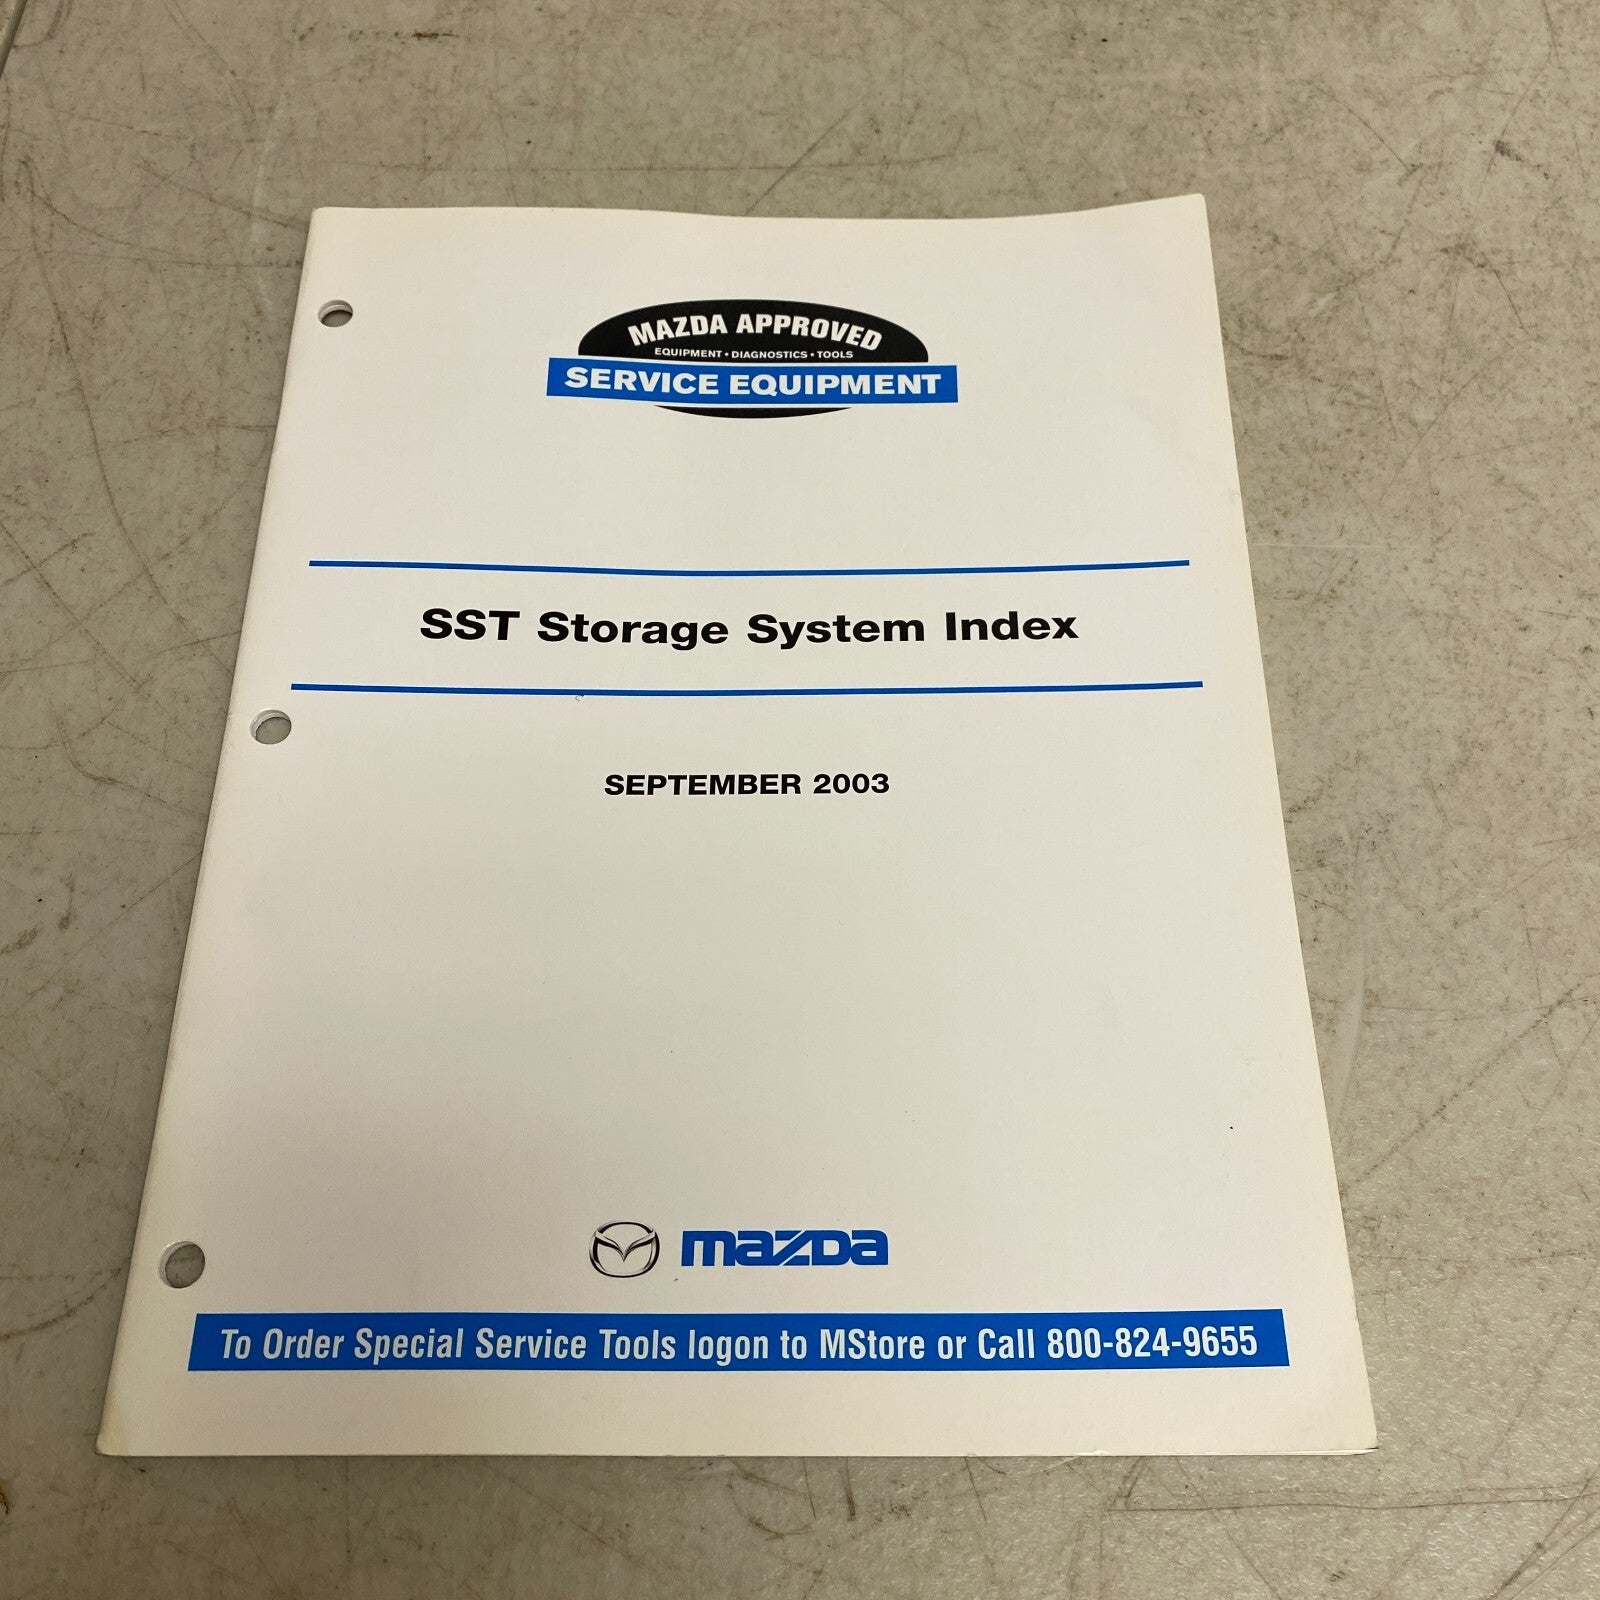 MAZDA APPROVED
EQUIPMENT • DIAGNOSTICS • TOOLS
SERVICE EQUIPMENT
SST Storage System Index
SEPTEMBER 2003
mazda
To Order Special Service Tools logon to MStore or Call 800-824-9655